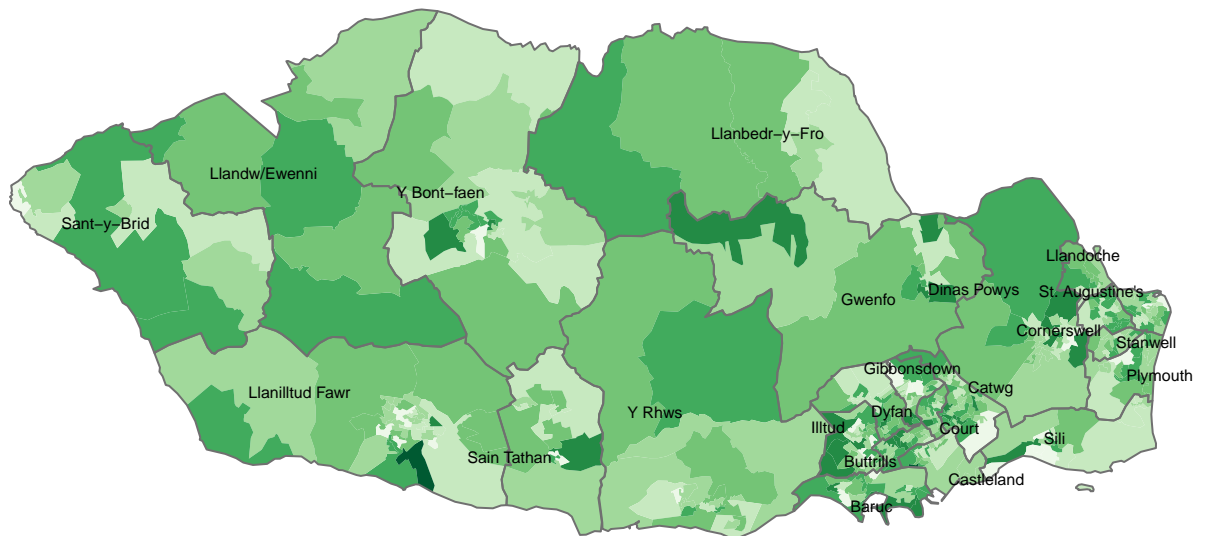 Llanbedr−y−Fro
Llandw/Ewenni
Y Bont−faen
Sant−y−Brid
Llandoche
Dinas Powys
St. Augustine's
Gwenfo
Cornerswell
Stanwell
Gibbonsdown
Plymouth
Catwg
Llanilltud Fawr
Y Rhws
Dyfan
Illtud
Court
Sili
Sain Tathan
Buttrills
Castleland
Baruc